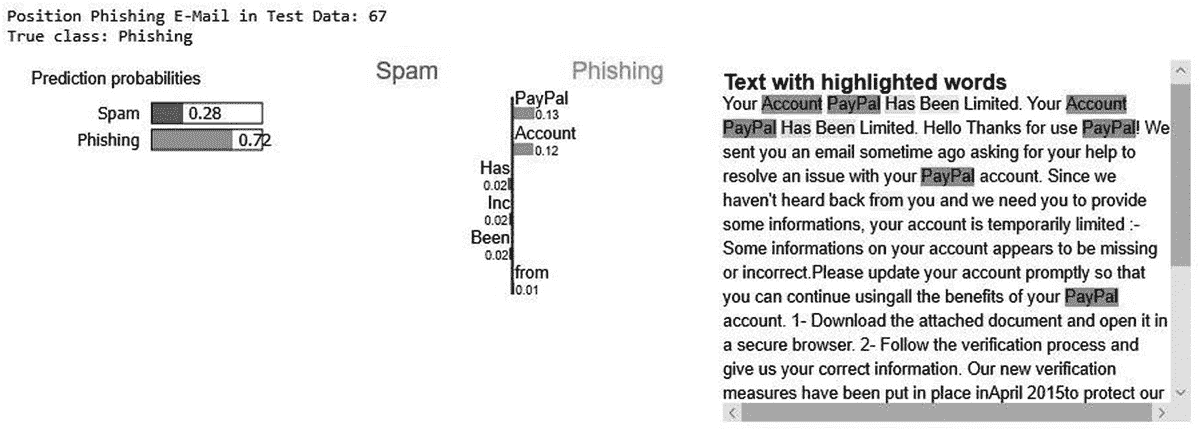 Position Phishing E-Mail in Test Data: 67
True class: Phishing
Prediction probabilities
Spam 0.28
Phishing 0.72
Spam Phishing
PayPal
0.13
Account
0.12
Has
0.02
Inc
0.02
Been
0.02
from
0.01
Text with highlighted words
Your Account PayPal Has Been Limited. Your Account
PayPal Has Been Limited. Hello Thanks for use PayPal! We
sent you an email sometime ago asking for your help to
resolve an issue with your PayPal account. Since we
haven't heard back from you and we need you to provide
some informations, your account is temporarily limited :-
Some informations on your account appears to be missing
or incorrect.Please update your account promptly so that
you can continue usingall the benefits of your PayPal
account. 1- Download the attached document and open it in
a secure browser. 2- Follow the verification process and
give us your correct information. Our new verification
measures have been put in place inApril 2015to protect our